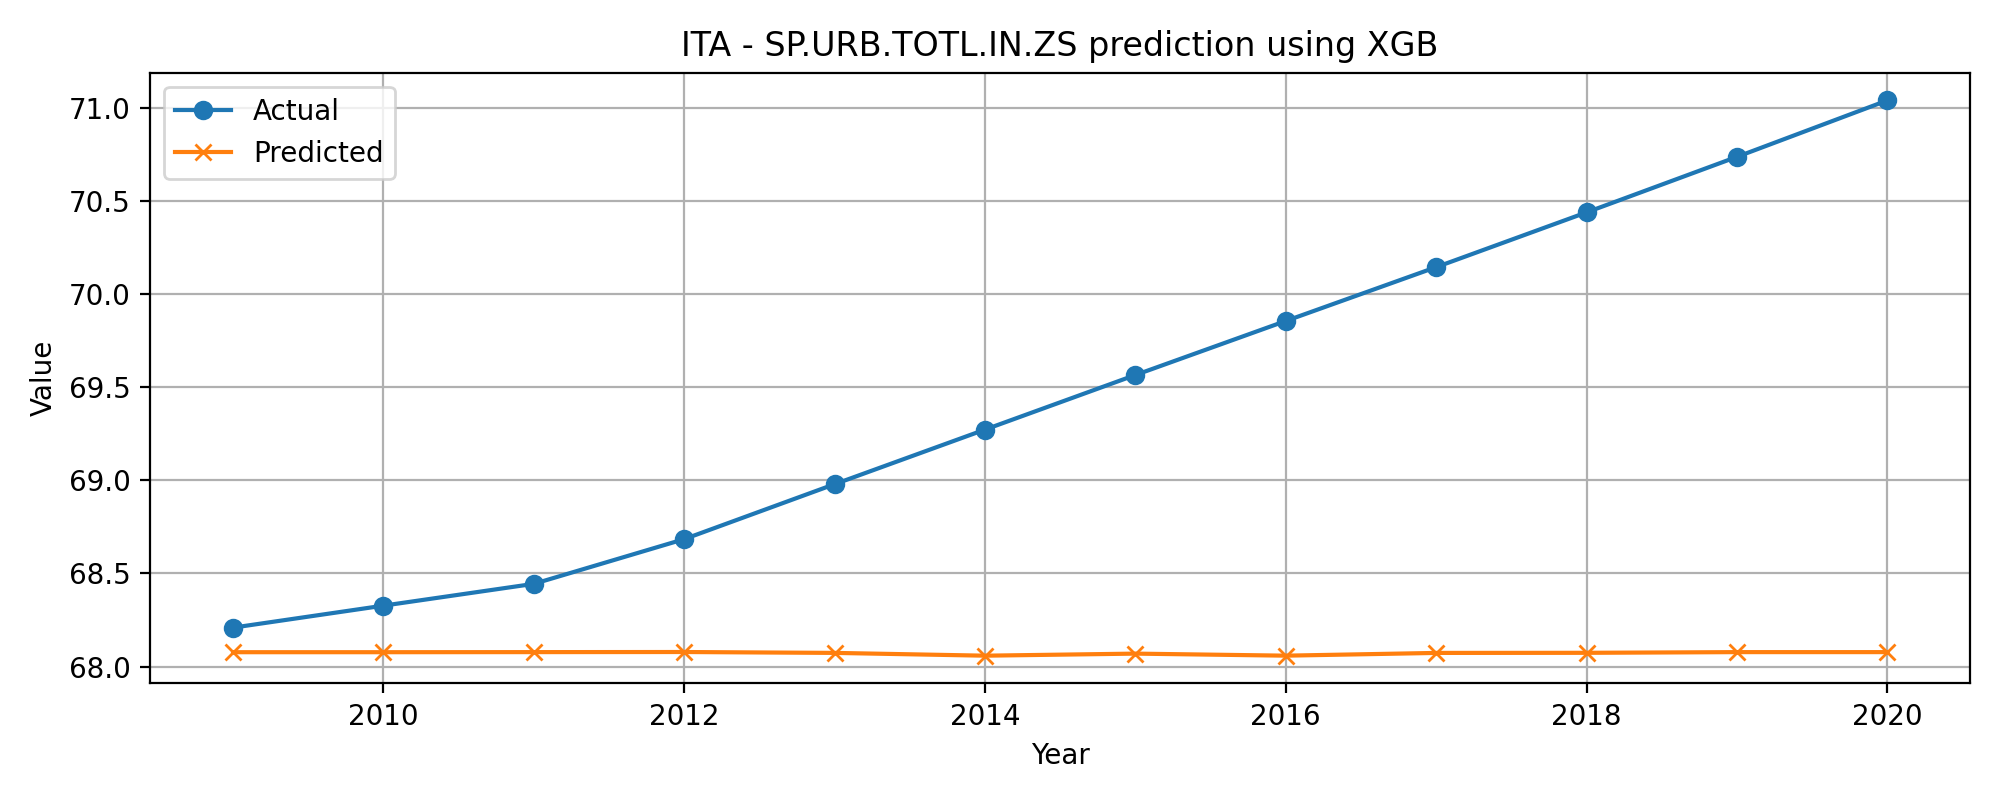 ITA - SP.URB.TOTL.IN.ZS prediction using XGB
Actual
Predicted
71.0
70.5
70.0
69.5
69.0
68.5
68.0
Value
2010 2012 2014 2016 2018 2020
Year